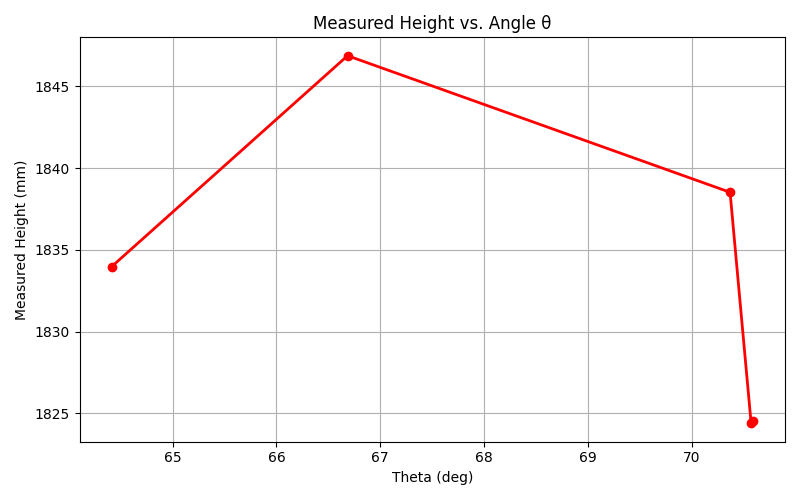 Measured Height vs. Angle θ
Measured Height (mm)
1845
1840
1835
1830
1825
65 66 67 68 69 70
Theta (deg)